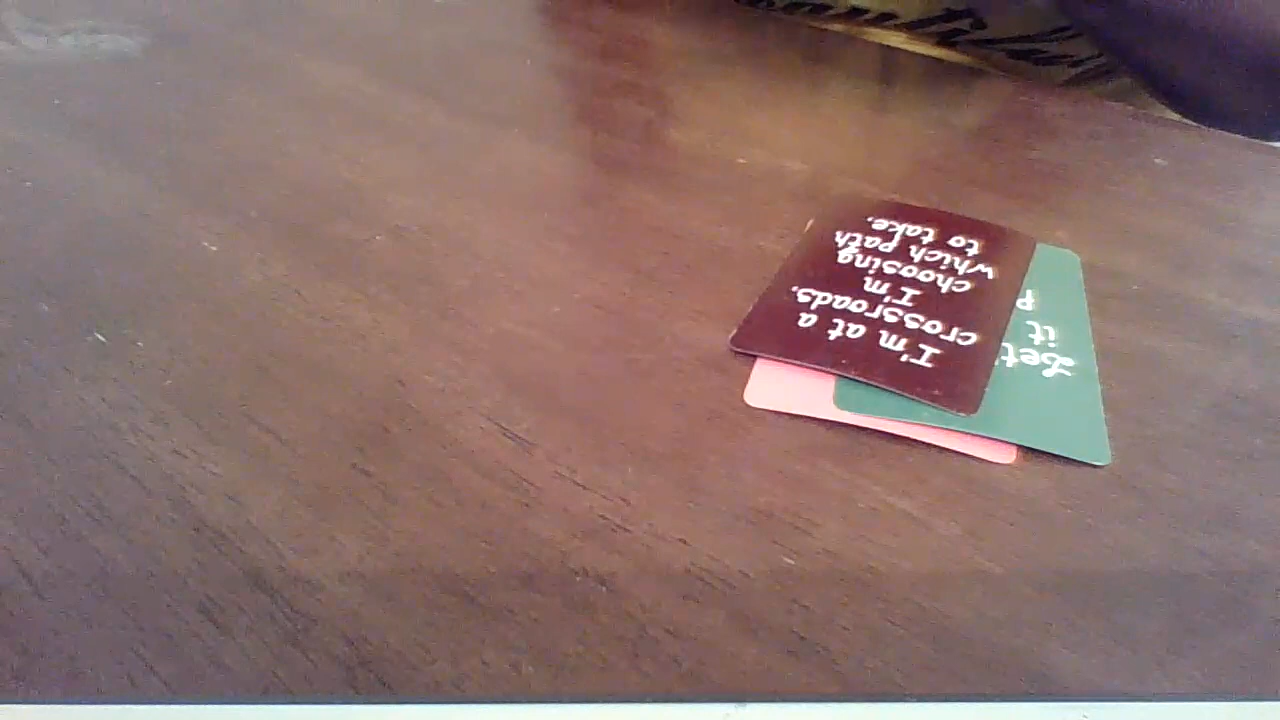 I'm at a
crossroads.
I'm
choosing
which path
to take.
Let'
it
P